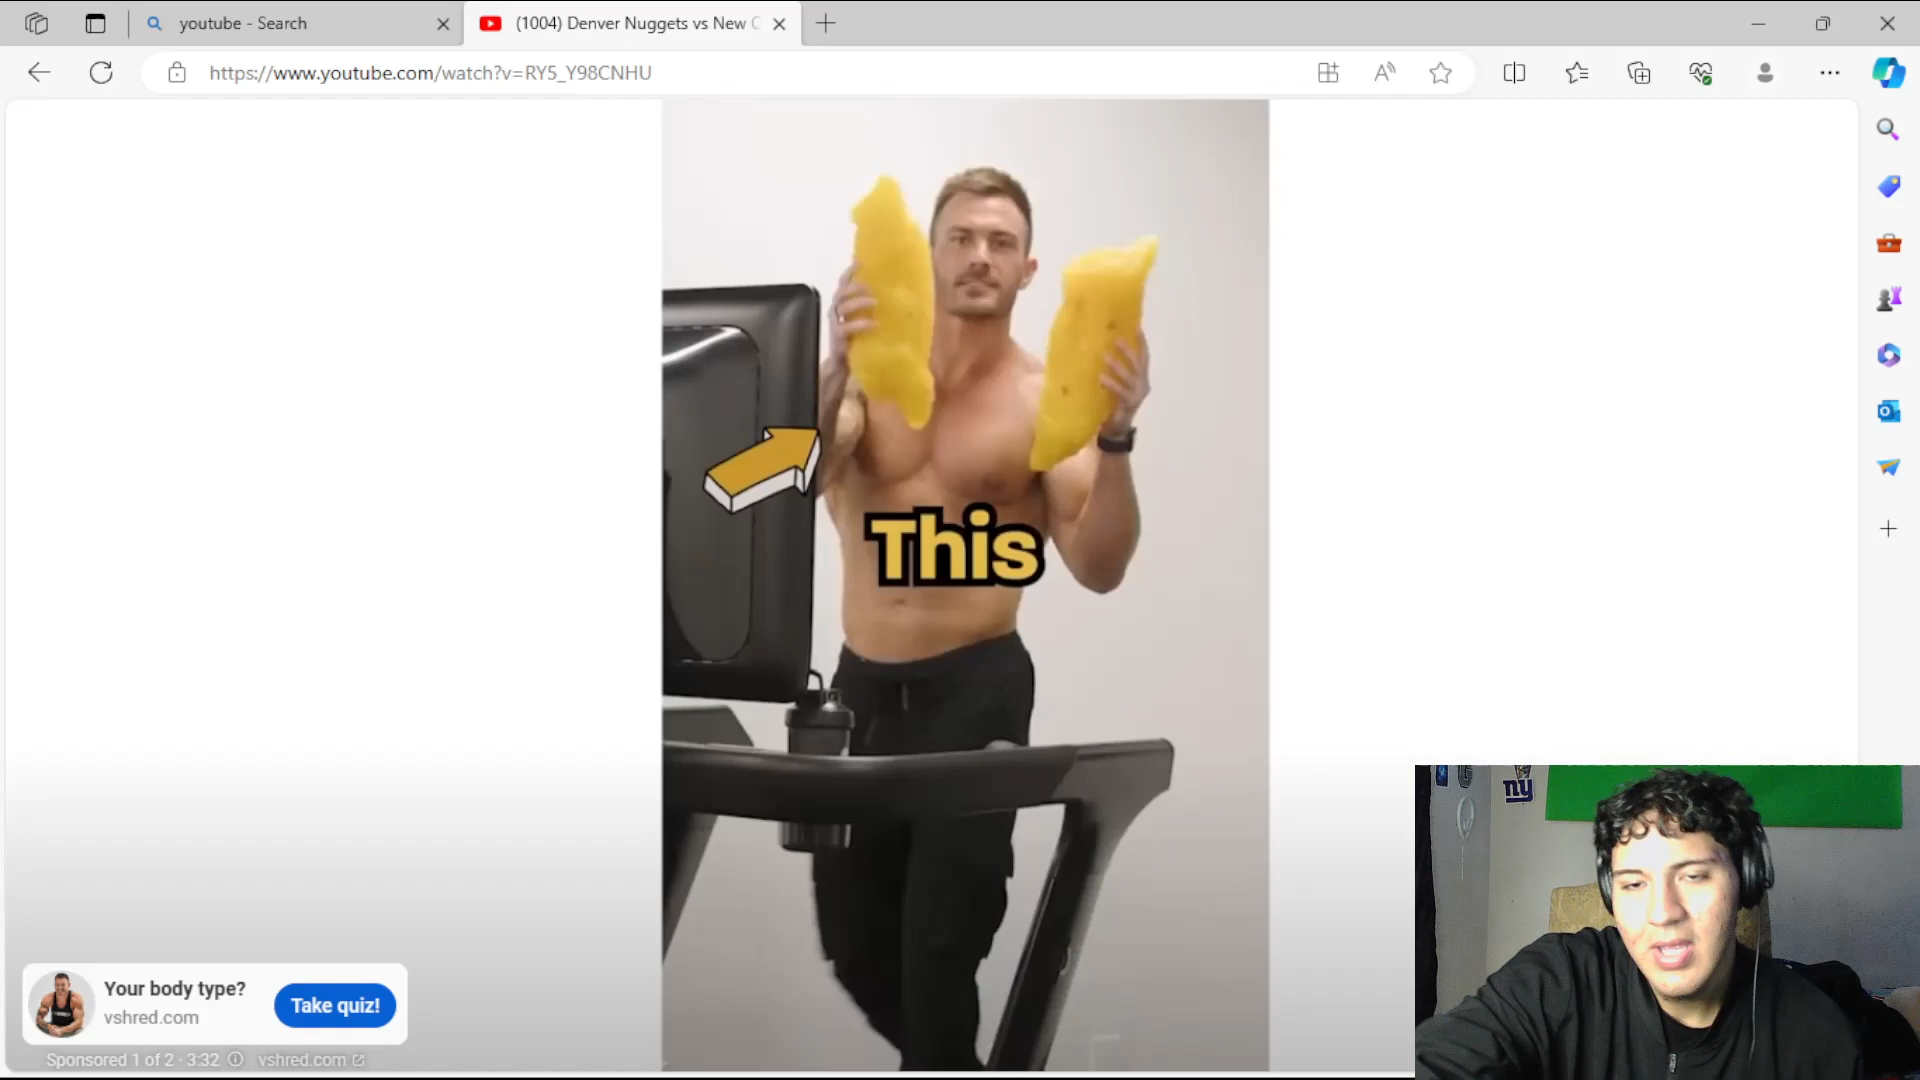 youtube - Search
(1004) Denver Nuggets vs New
https://www.youtube.com/watch?v=RY5_Y98CNHU
This
ny
Your body type?
vshred.com
Take quiz!
Sponsored 1 of 2 · 3:32
vshred.com